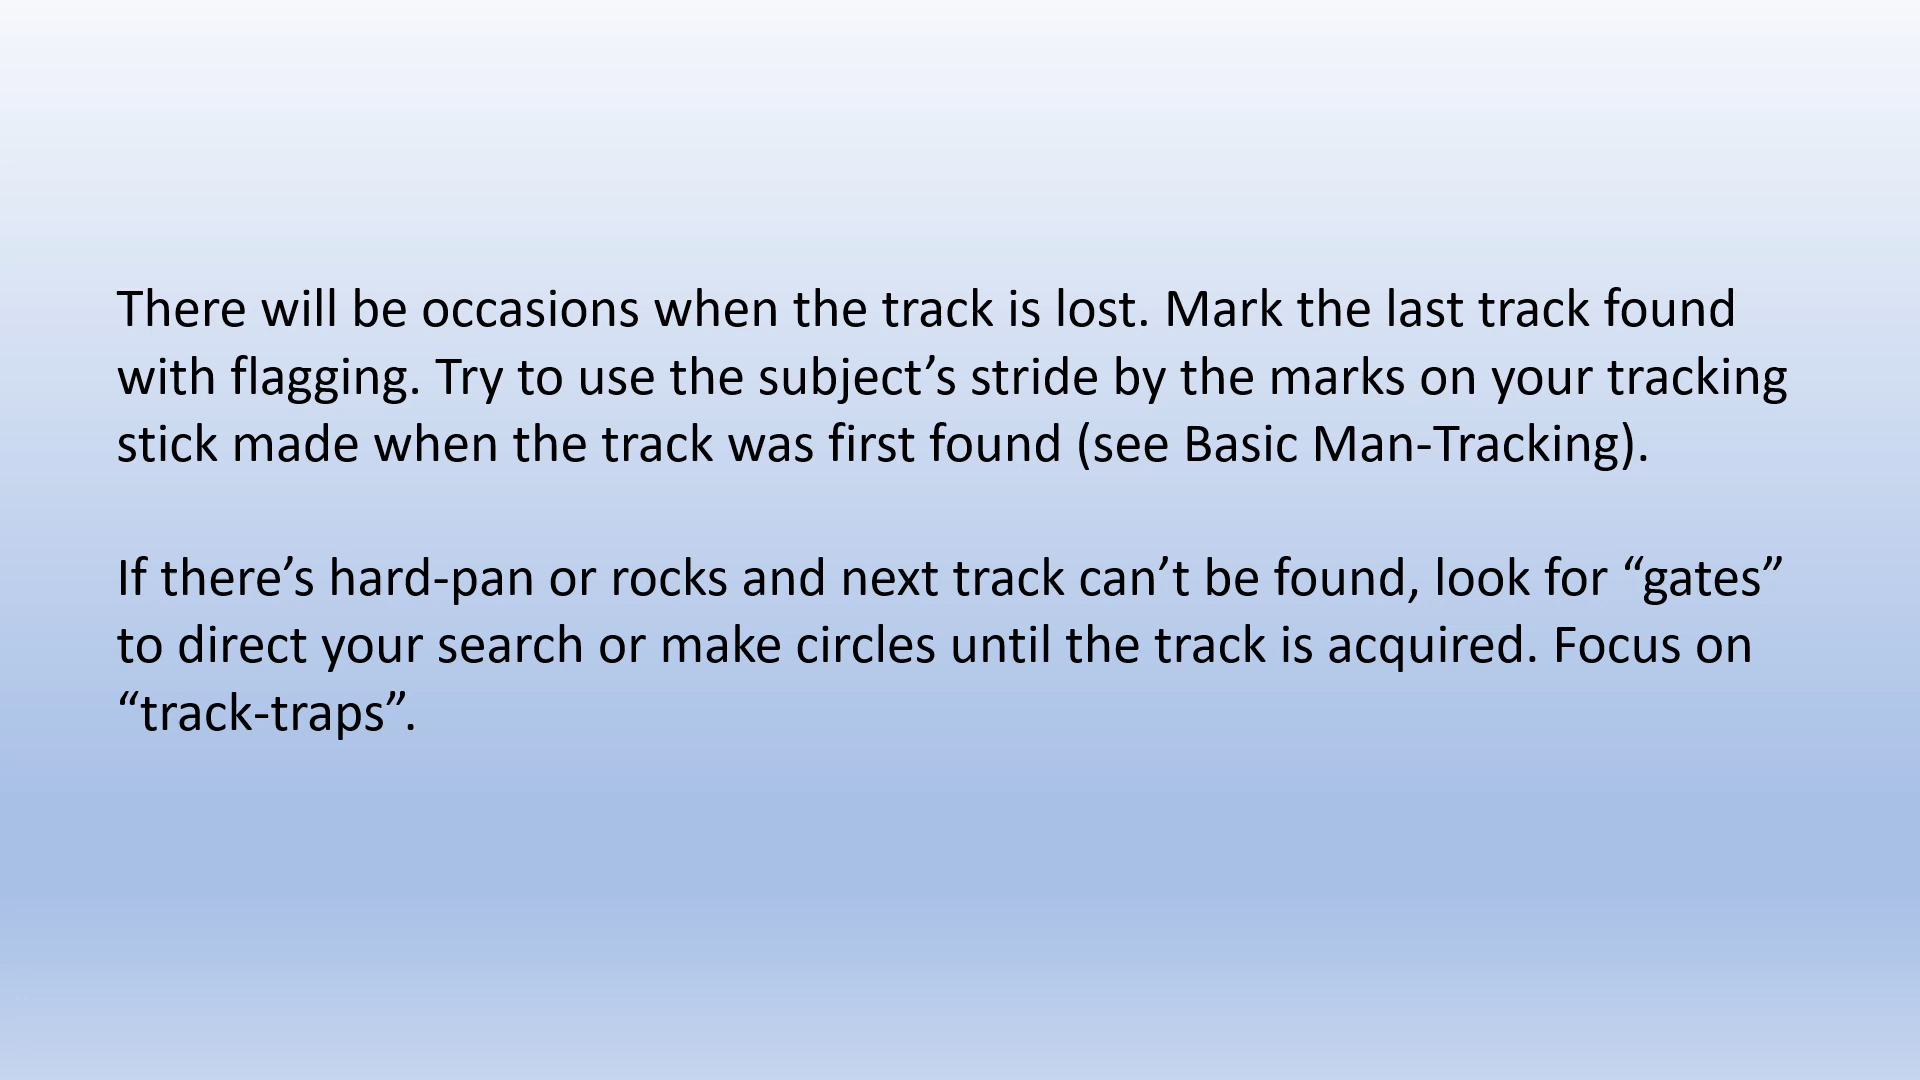 There will be occasions when the track is lost. Mark the last track found
with flagging. Try to use the subject’s stride by the marks on your tracking
stick made when the track was first found (see Basic Man-Tracking).
If there’s hard-pan or rocks and next track can’t be found, look for “gates”
to direct your search or make circles until the track is acquired. Focus on
“track-traps”.